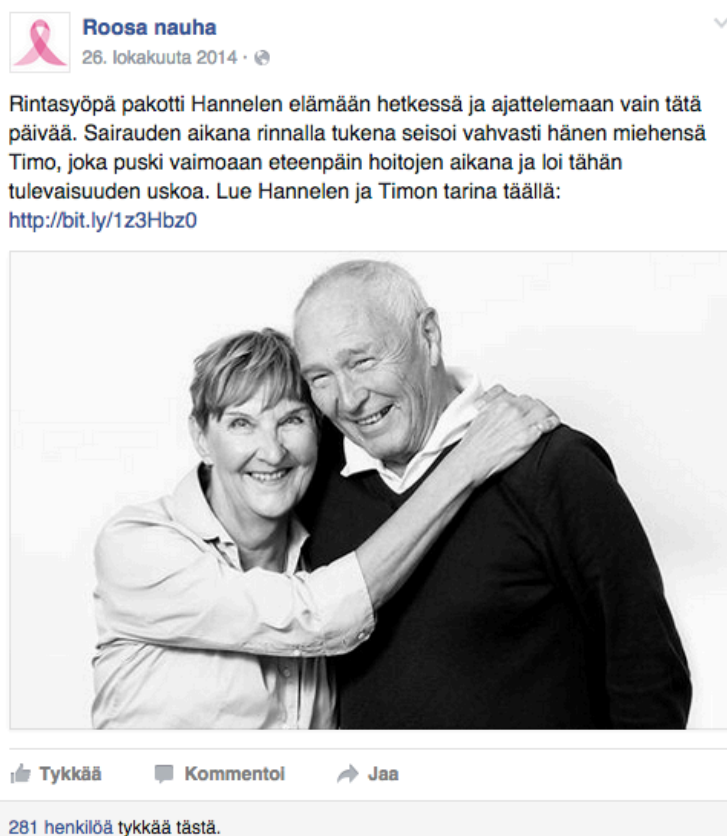 Roosa nauha
26. lokakuuta 2014 ·
Rintasyöpä pakotti Hannelen elämään hetkessä ja ajattelemaan vain tätä
päivää. Sairauden aikana rinnalla tukena seisoi vahvasti hänen miehensä
Timo, joka puski vaimoaan eteenpäin hoitojen aikana ja loi tähän
tulevaisuuden uskoa. Lue Hannelen ja Timon tarina täällä:
http://bit.ly/1z3Hbz0
Tykkää Kommentoi Jaa
281 henkilöä tykkää tästä.